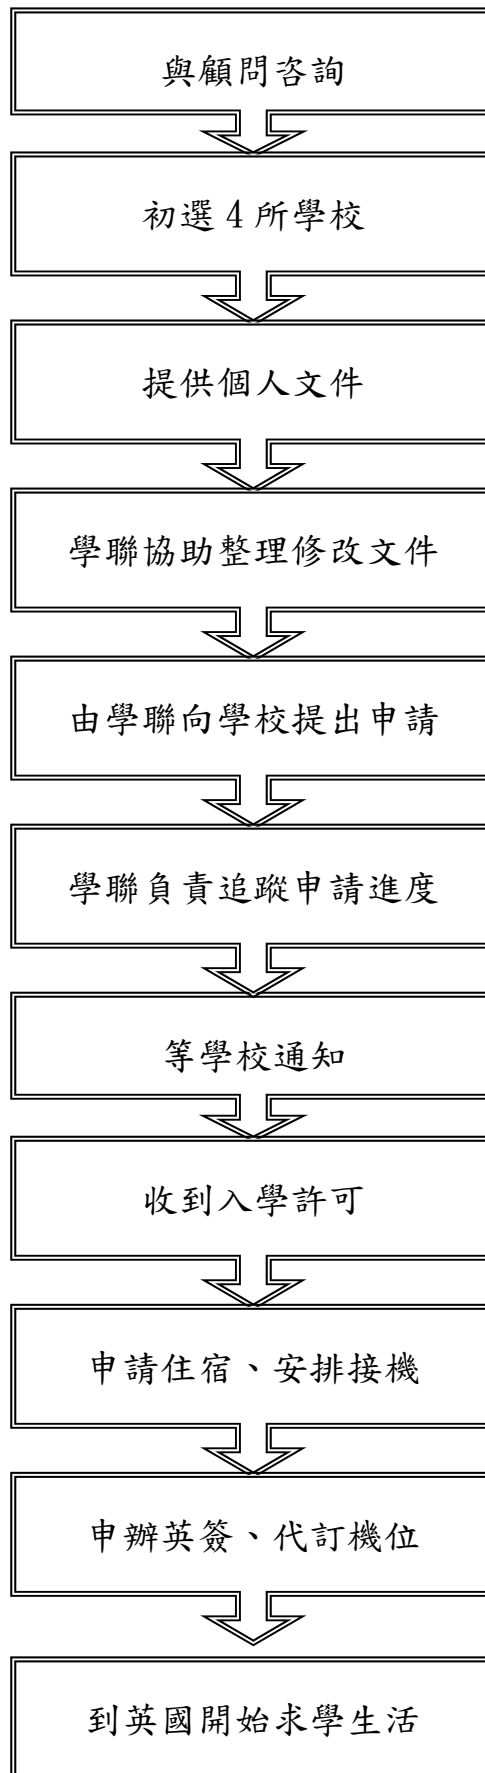 與顧問咨詢
初選4所學校
提供個人文件
學聯協助整理修改文件
由學聯向學校提出申請
學聯負責追蹤申請進度
等學校通知
收到入學許可
申請住宿、安排接機
申辦英簽、代訂機位
到英國開始求學生活